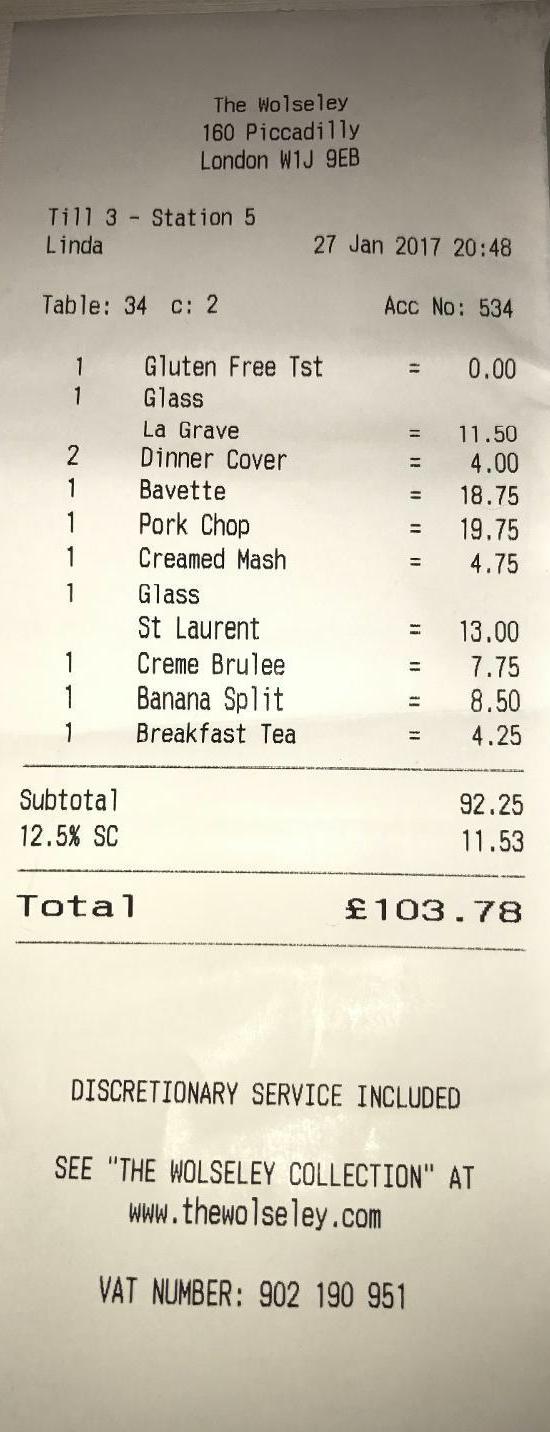 The Wolseley
160 Piccadilly
London W1J 9EB
Till 3 - Station 5
Linda 27 Jan 2017 20:48
Table: 34 c: 2 Acc No: 534
1 Gluten Free Tst = 0.00
1 Glass
La Grave = 11.50
2 Dinner Cover = 4.00
1 Bavette = 18.75
1 Pork Chop = 19.75
1 Creamed Mash = 4.75
1 Glass
St Laurent = 13.00
1 Creme Brulee = 7.75
1 Banana Split = 8.50
1 Breakfast Tea = 4.25
Subtotal 92.25
12.5% SC 11.53
Total £103.78
DISCRETIONARY SERVICE INCLUDED
SEE "THE WOLSELEY COLLECTION" AT
www.thewolseley.com
VAT NUMBER: 902 190 951